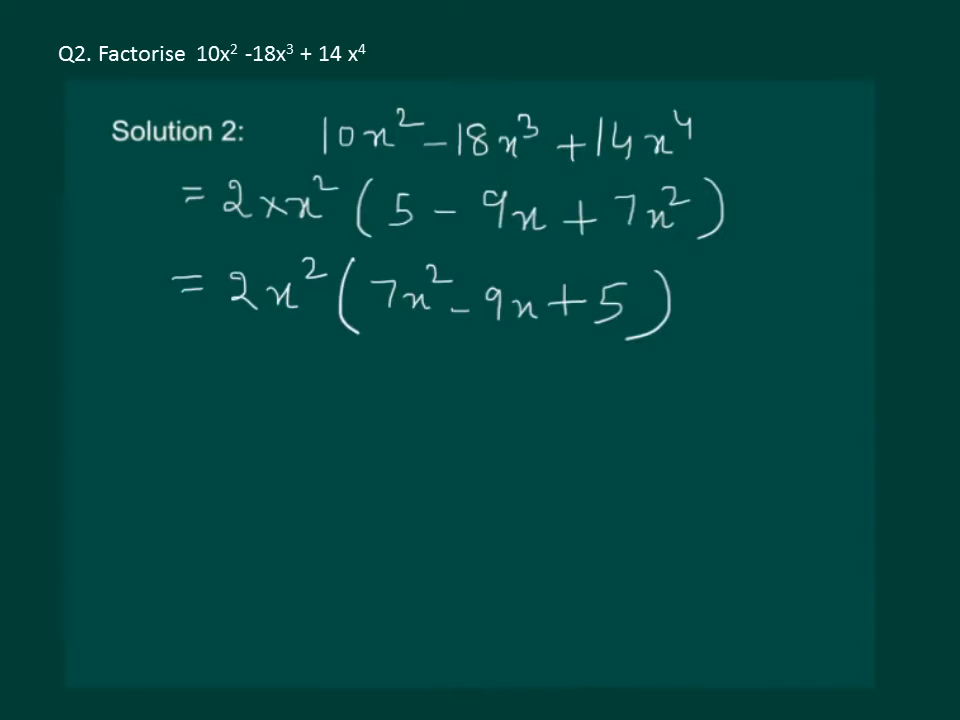 Q2. Factorise 10x² -18x³ + 14 x⁴
Solution 2: 10x² - 18x³ + 14x⁴
= 2 × x² ( 5 - 9x + 7x² )
= 2x² ( 7x² - 9x + 5 )